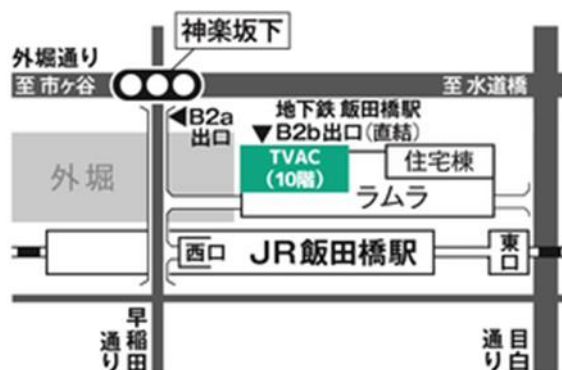 神楽坂下
外堀通り
至市ヶ谷
至水道橋
◀B2a
出口
地下鉄 飯田橋駅
▼B2b出口(直結)
TVAC
(10階)
住宅棟
外堀
ラムラ
西口
JR飯田橋駅
東口
早稲田通り
目白通り